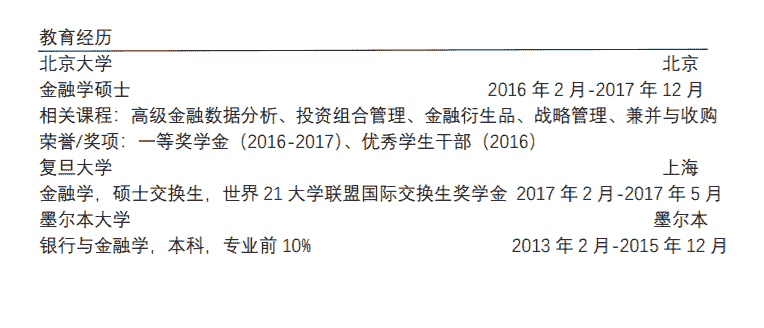 教育经历
北京大学 北京
金融学硕士 2016 年 2 月-2017 年 12 月
相关课程：高级金融数据分析、投资组合管理、金融衍生品、战略管理、兼并与收购
荣誉/奖项：一等奖学金（2016-2017）、优秀学生干部（2016）
复旦大学 上海
金融学，硕士交换生，世界 21 大学联盟国际交换生奖学金 2017 年 2 月-2017 年 5 月
墨尔本大学 墨尔本
银行与金融学，本科，专业前 10% 2013 年 2 月-2015 年 12 月